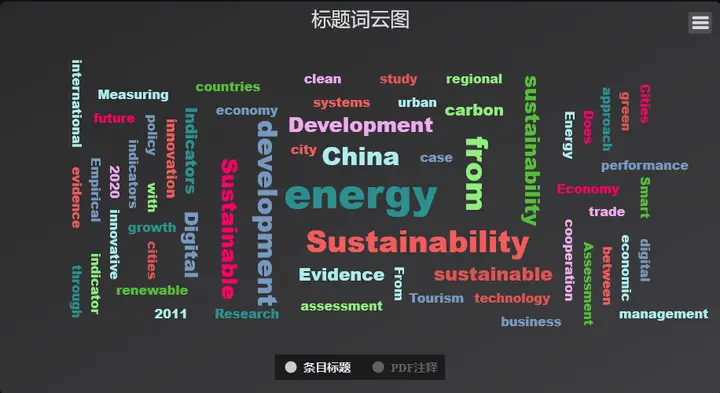 标题词云图
clean
study
regional
countries
Measuring
international
systems
urban
carbon
economy
future
policy
innovation
Indicators
development
Development
sustainability
Energy
Does
approach
green
Cities
city
China
case
from
performance
evidence
Empirical
2020
indicators
with
Sustainable
energy
Economy
Smart
trade
innovative
growth
cities
Digital
Sustainability
cooperation
Assessment
between
economic
digital
through
indicator
renewable
Evidence
From
sustainable
2011
Research
assessment
Tourism
technology
management
business
条目标题
PDF注释